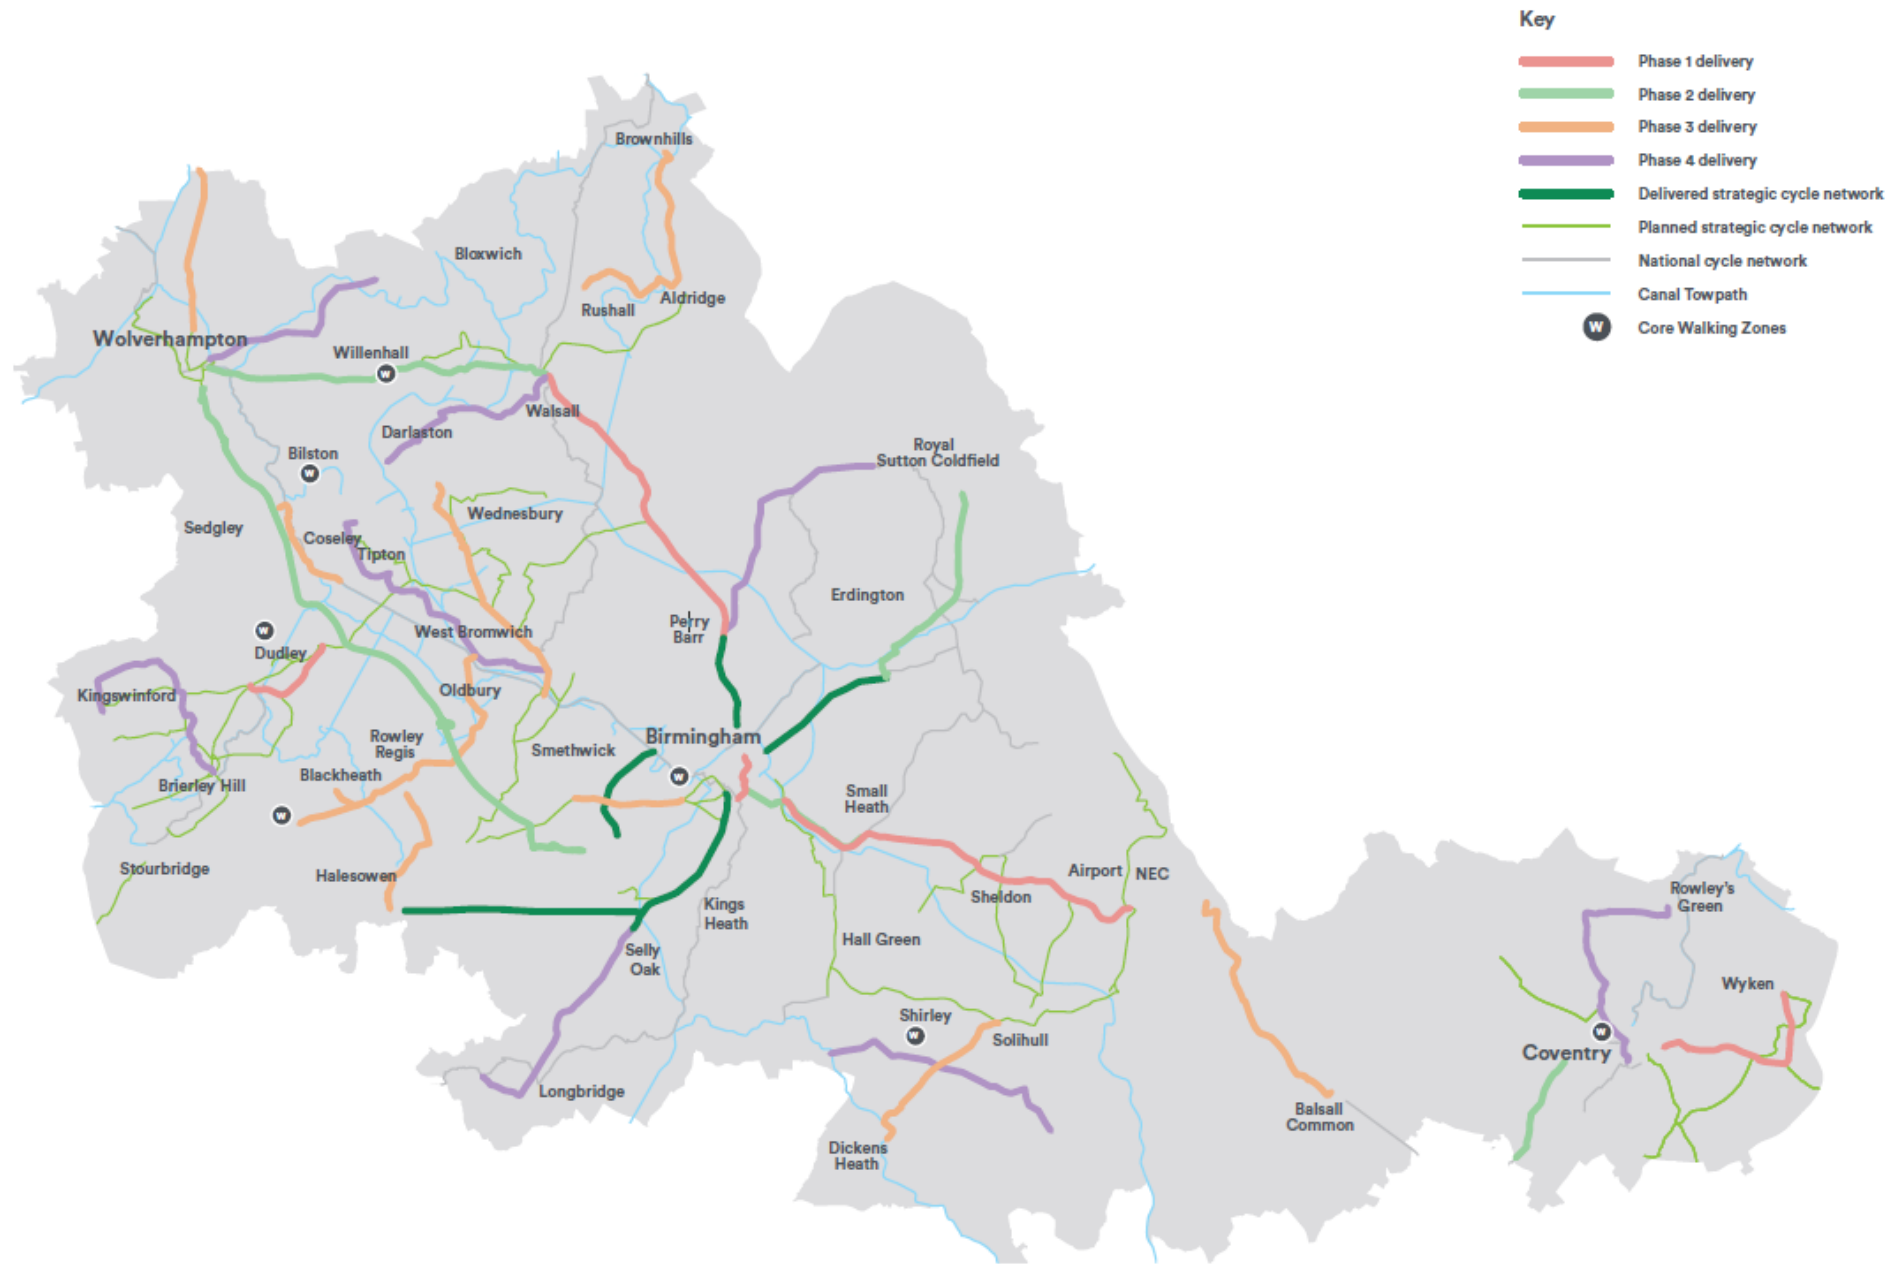 Key
Phase 1 delivery
Phase 2 delivery
Phase 3 delivery
Phase 4 delivery
Delivered strategic cycle network
Planned strategic cycle network
National cycle network
Canal Towpath
W Core Walking Zones
Brownhills
Bloxwich
Rushall
Aldridge
Wolverhampton
Willenhall
W
Walsall
Darlaston
Bilston
W
Royal
Sutton Coldfield
Wednesbury
Sedgley
Coseley
Tipton
Erdington
Perry
Barr
West Bromwich
W
Dudley
Kingswinford
Oldbury
Rowley
Regis
Smethwick
Birmingham
W
Blackheath
Brierley Hill
W
Small
Heath
Stourbridge
Halesowen
Airport
NEC
Sheldon
Kings
Heath
Hall Green
Selly
Oak
Rowley's
Green
Wyken
Shirley
W
Solihull
W
Coventry
Longbridge
Balsall
Common
Dickens
Heath